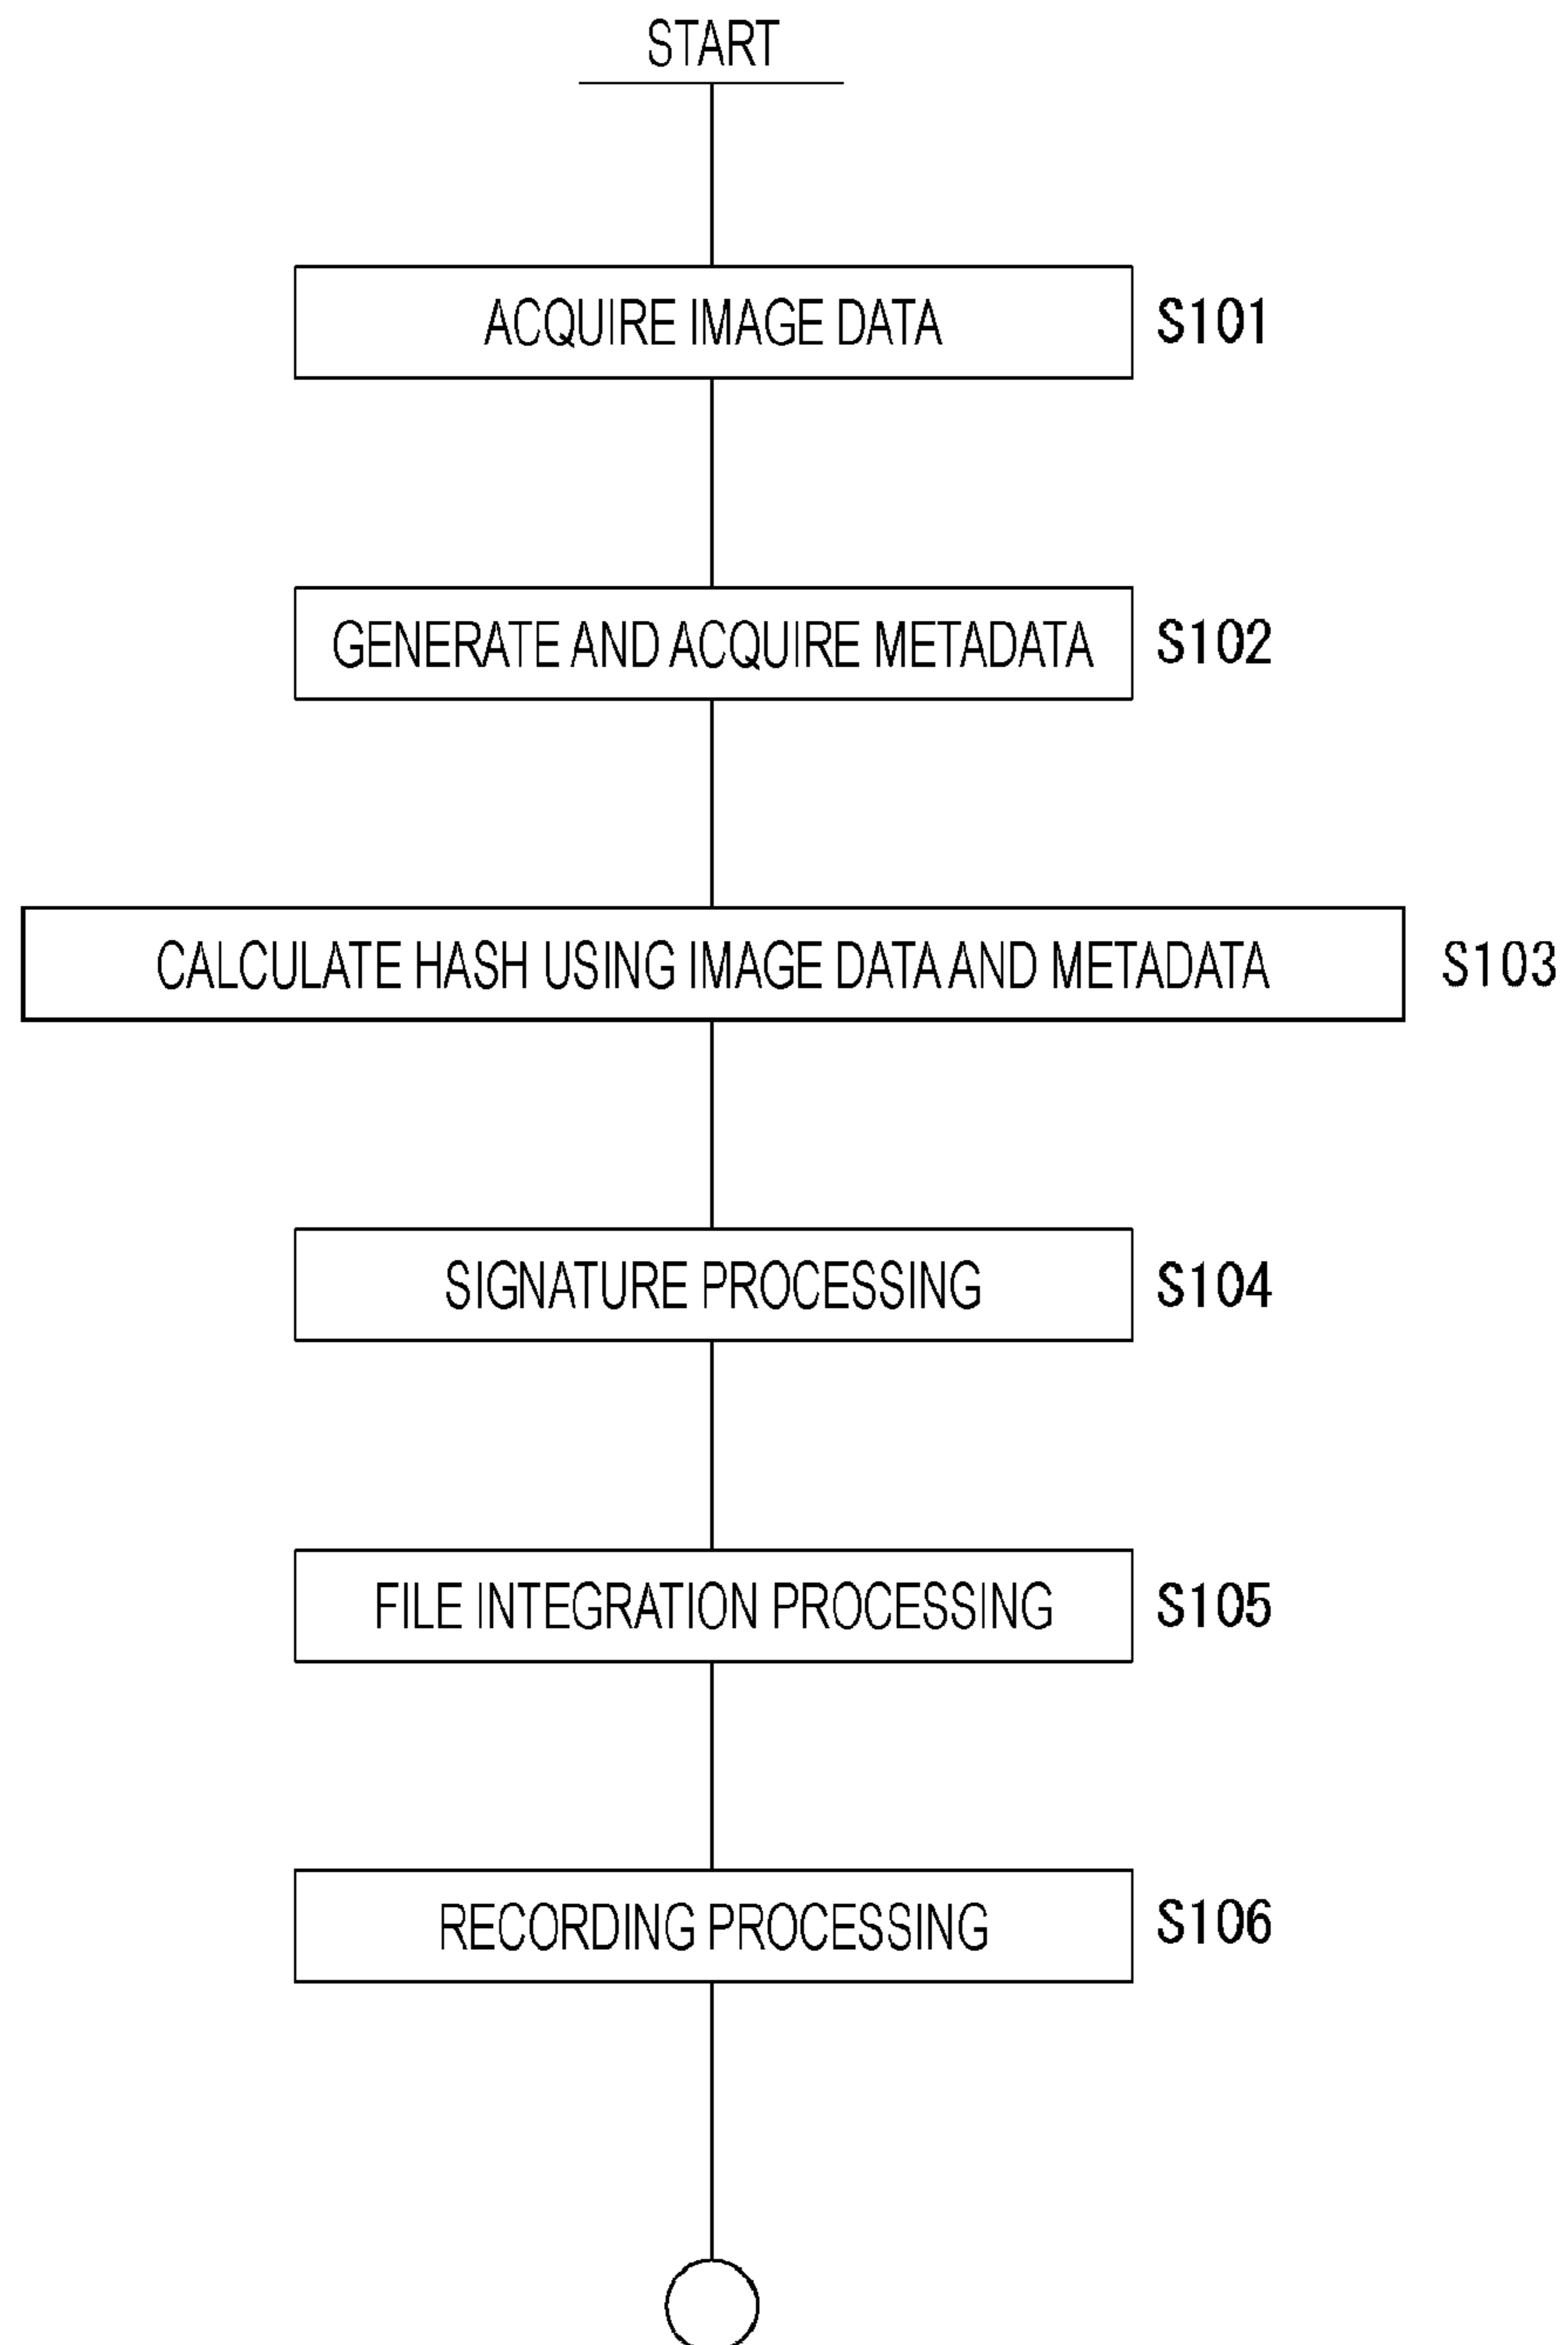 START
ACQUIRE IMAGE DATA S101
GENERATE AND ACQUIRE METADATA S102
CALCULATE HASH USING IMAGE DATA AND METADATA S103
SIGNATURE PROCESSING S104
FILE INTEGRATION PROCESSING S105
RECORDING PROCESSING S106